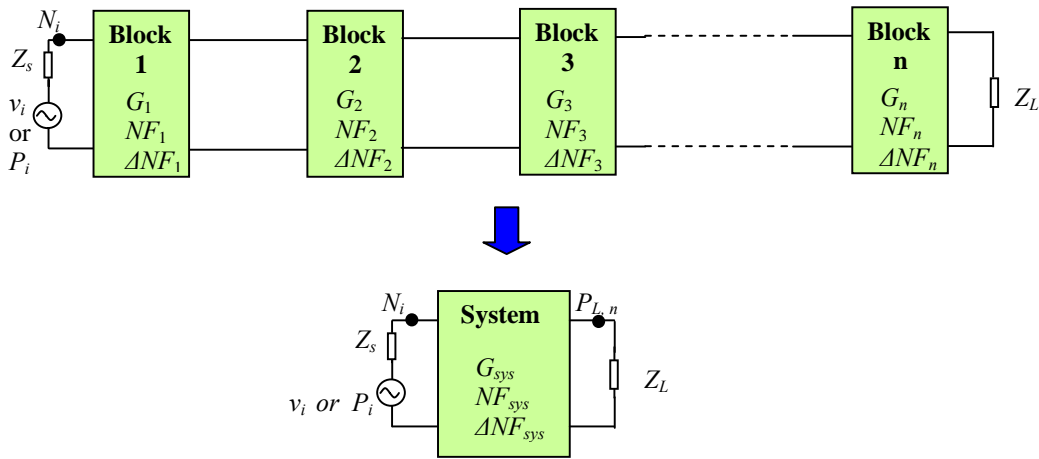 N_i
Z_s
v_i
or
P_i
Block
1
G_1
NF_1
ΔNF_1
Block
2
G_2
NF_2
ΔNF_2
Block
3
G_3
NF_3
ΔNF_3
Block
n
G_n
NF_n
ΔNF_n
Z_L
N_i
Z_s
v_i or P_i
System
G_sys
NF_sys
ΔNF_sys
P_L, n
Z_L